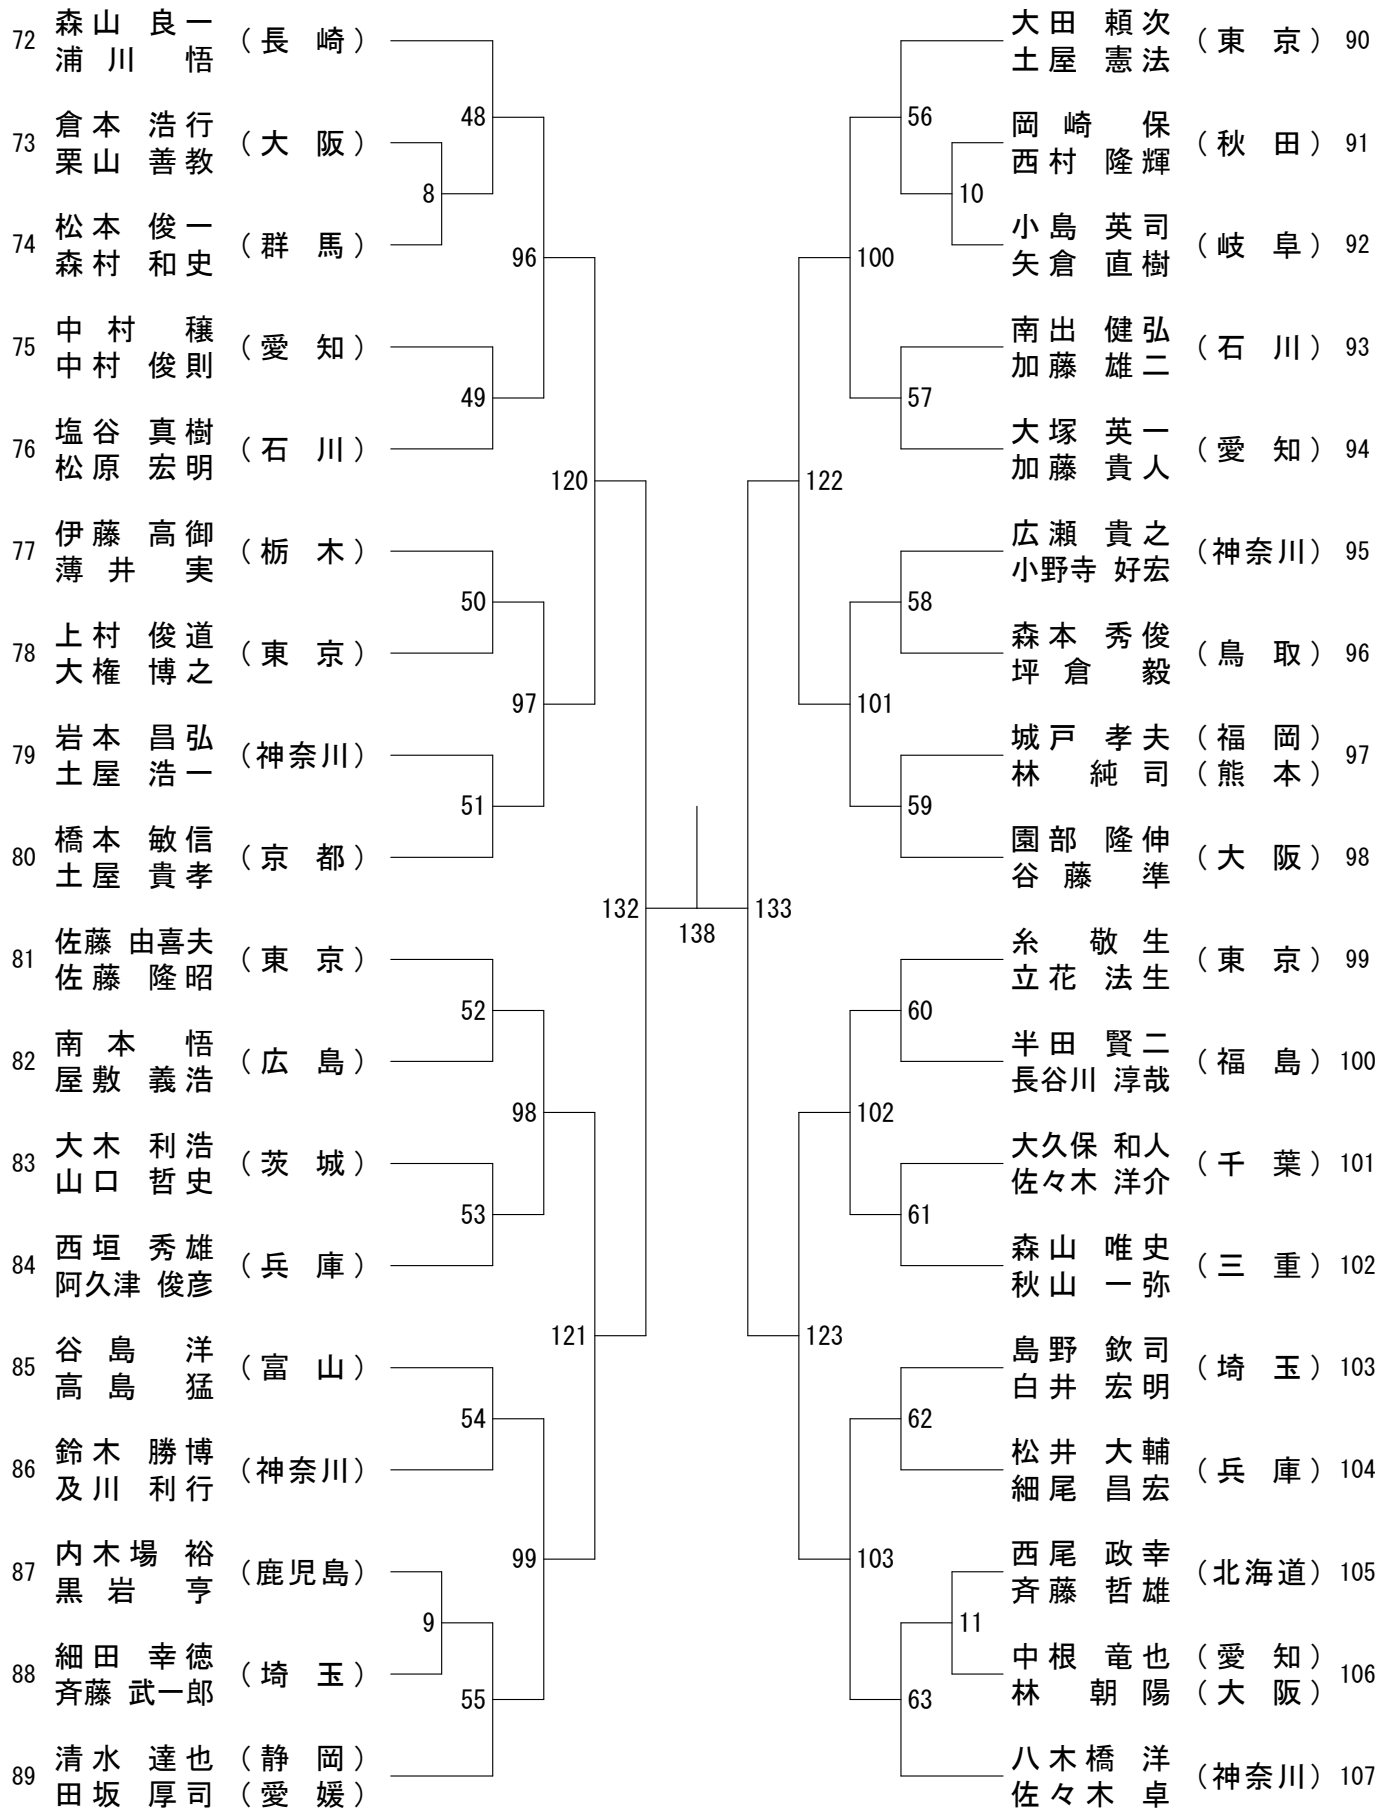 72 森山 良一 (長崎)
浦川 悟
48
73 倉本 浩行 (大阪)
栗山 善教
8
74 松本 俊一 (群馬)
森村 和史
96
75 中村 穣 (愛知)
中村 俊則
49
76 塩谷 真樹 (石川)
松原 宏明
120
77 伊藤 高御 (栃木)
薄井 実
50
78 上村 俊道 (東京)
大権 博之
97
79 岩本 昌弘 (神奈川)
土屋 浩一
51
80 橋本 敏信 (京都)
土屋 貴孝
132
81 佐藤 由喜夫 (東京)
佐藤 隆昭
52
82 南本 悟 (広島)
屋敷 義浩
98
83 大木 利浩 (茨城)
山口 哲史
53
84 西垣 秀雄 (兵庫)
阿久津 俊彦
121
85 谷島 洋 (富山)
高島 猛
54
86 鈴木 勝博 (神奈川)
及川 利行
99
87 内木場 裕 (鹿児島)
黒岩 亨
9
88 細田 幸徳 (埼玉)
斉藤 武一郎
55
89 清水 達也 (静岡)
田坂 厚司 (愛媛)
138
大田 頼次 (東京) 90
土屋 憲法
56
岡崎 保 (秋田) 91
西村 隆輝
10
小島 英司 (岐阜) 92
矢倉 直樹
100
南出 健弘 (石川) 93
加藤 雄二
57
大塚 英一 (愛知) 94
加藤 貴人
122
広瀬 貴之 (神奈川) 95
小野寺 好宏
58
森本 秀俊 (鳥取) 96
坪倉 毅
101
城戸 孝夫 (福岡) 97
林 純司 (熊本)
59
園部 隆伸 (大阪) 98
谷藤 準
133
糸 敬生 (東京) 99
立花 法生
60
半田 賢二 (福島) 100
長谷川 淳哉
102
大久保 和人 (千葉) 101
佐々木 洋介
61
森山 唯史 (三重) 102
秋山 一弥
123
島野 欽司 (埼玉) 103
白井 宏明
62
松井 大輔 (兵庫) 104
細尾 昌宏
103
西尾 政幸 (北海道) 105
斉藤 哲雄
11
中根 竜也 (愛知) 106
林 朝陽 (大阪)
63
八木橋 洋 (神奈川) 107
佐々木 卓